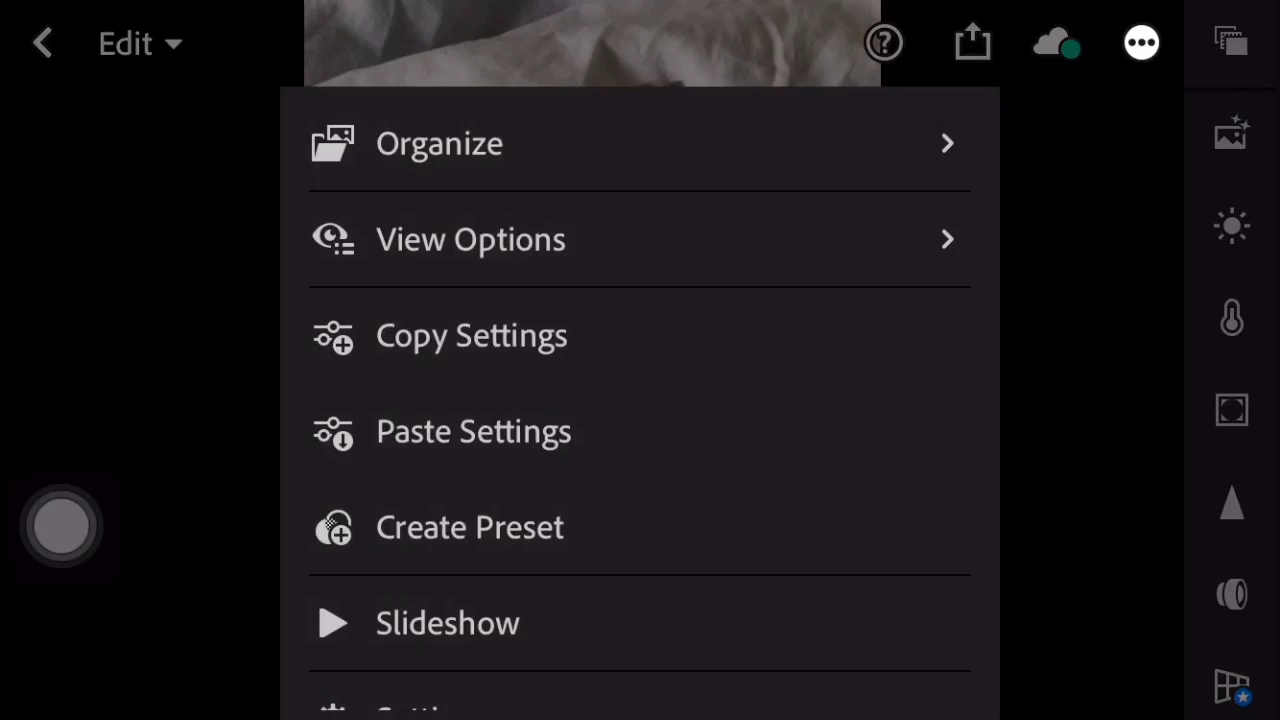 Edit
Organize
View Options
Copy Settings
Paste Settings
Create Preset
Slideshow